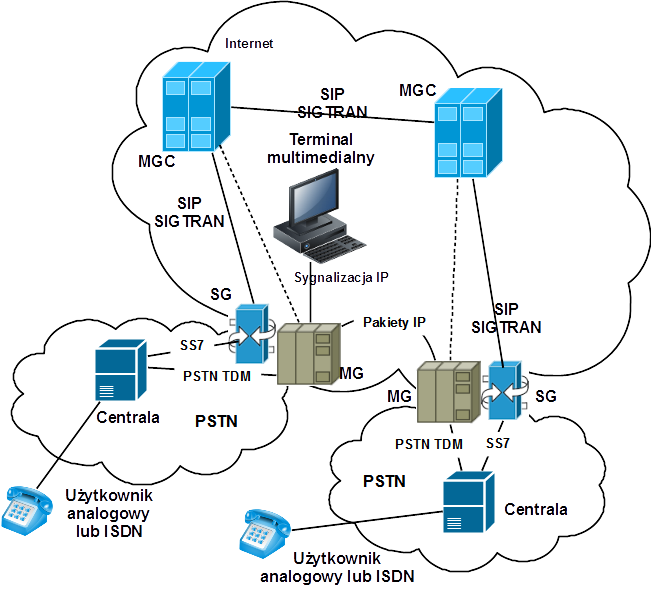 Internet
MGC
SIP
SIGTRAN
MGC
Terminal
multimedialny
SIP
SIGTRAN
Sygnalizacja IP
SG
Pakiety IP
SIP
SIGTRAN
SS7
PSTN TDM
MG
MG
SG
Centrala
PSTN
PSTN TDM
SS7
PSTN
Centrala
Użytkownik
analogowy
lub ISDN
Użytkownik
analogowy lub ISDN